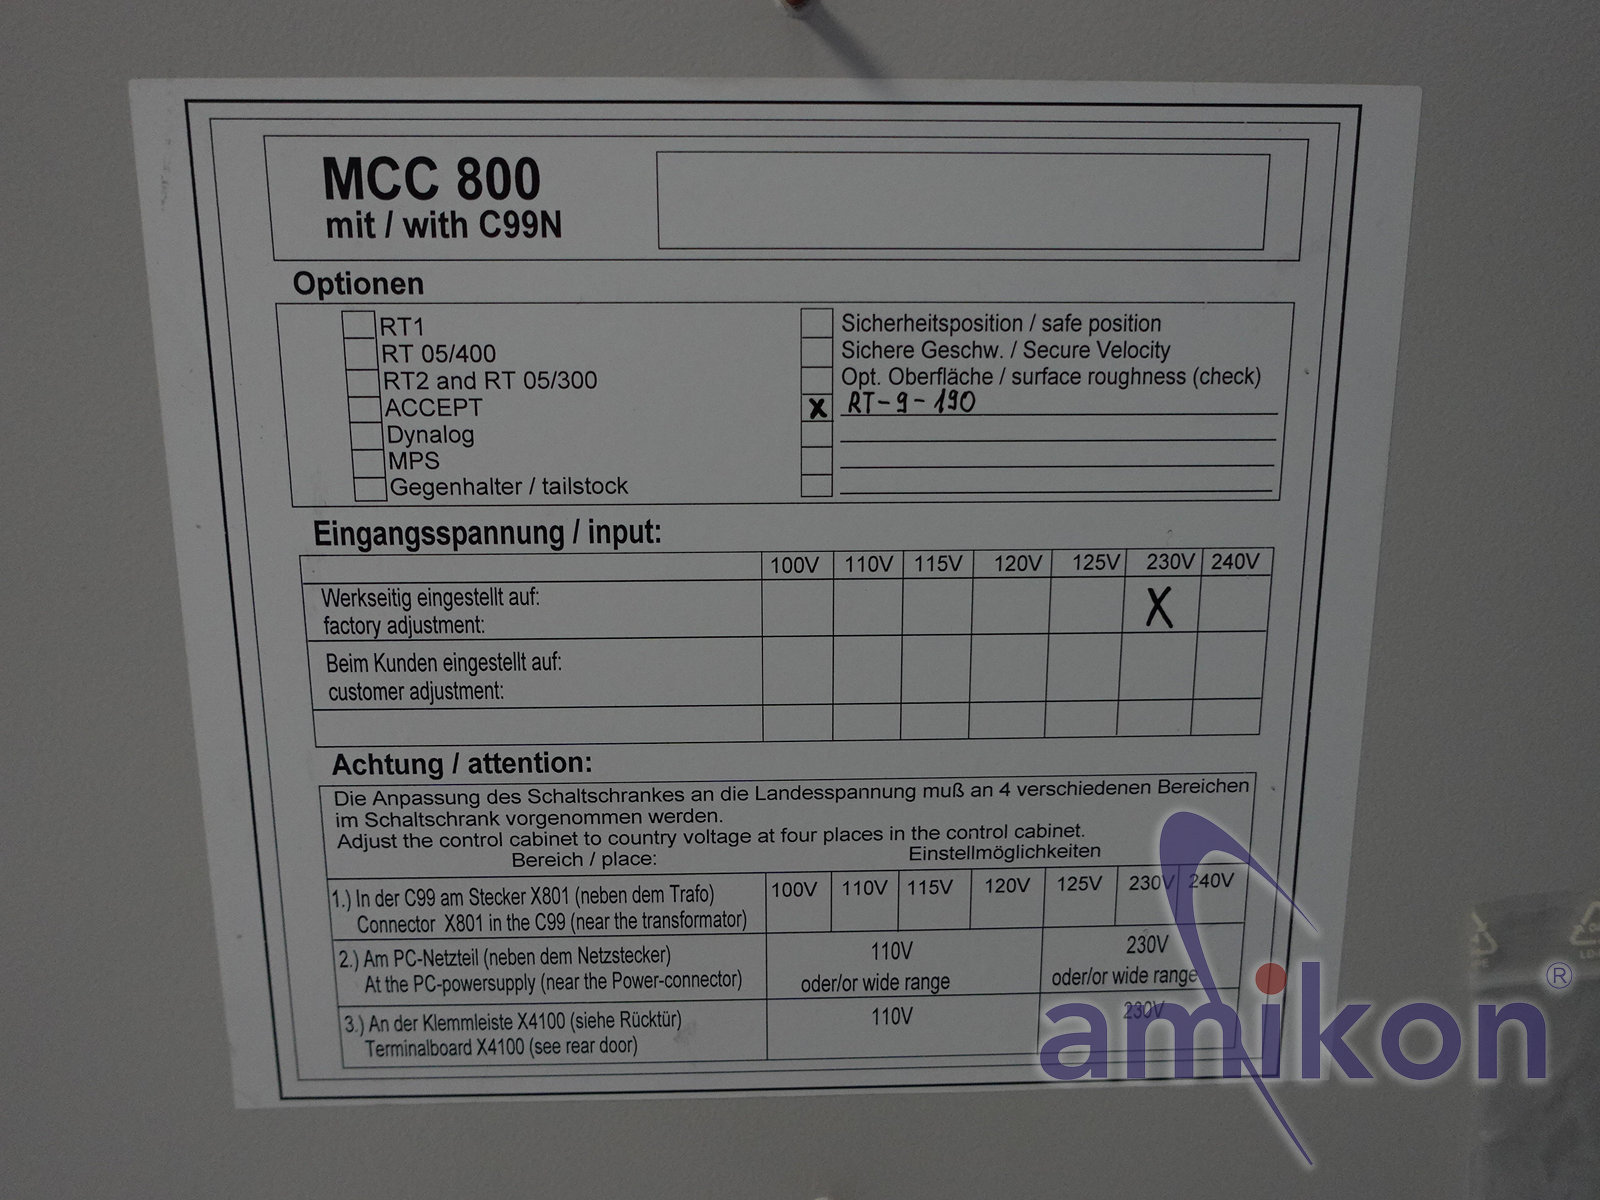 MCC 800
mit / with C99N
Optionen
RT1
RT 05/400
RT2 and RT 05/300
ACCEPT
Dynalog
MPS
Gegenhalter / tailstock
Sicherheitsposition / safe position
Sichere Geschw. / Secure Velocity
Opt. Oberfläche / surface roughness (check)
X RT-9-190
Eingangsspannung / input:
100V 110V 115V 120V 125V 230V 240V
Werkseitig eingestellt auf:
factory adjustment:
X
Beim Kunden eingestellt auf:
customer adjustment:
Achtung / attention:
Die Anpassung des Schaltschrankes an die Landesspannung muß an 4 verschiedenen Bereichen
im Schaltschrank vorgenommen werden.
Adjust the control cabinet to country voltage at four places in the control cabinet.
Bereich / place: Einstellmöglichkeiten
1.) In der C99 am Stecker X801 (neben dem Trafo)
Connector X801 in the C99 (near the transformator)
100V 110V 115V 120V 125V 230V 240V
2.) Am PC-Netzteil (neben dem Netzstecker)
At the PC-powersupply (near the Power-connector)
110V
oder/or wide range
230V
oder/or wide range
3.) An der Klemmleiste X4100 (siehe Rücktür)
Terminalboard X4100 (see rear door)
110V
230V
amikon ®